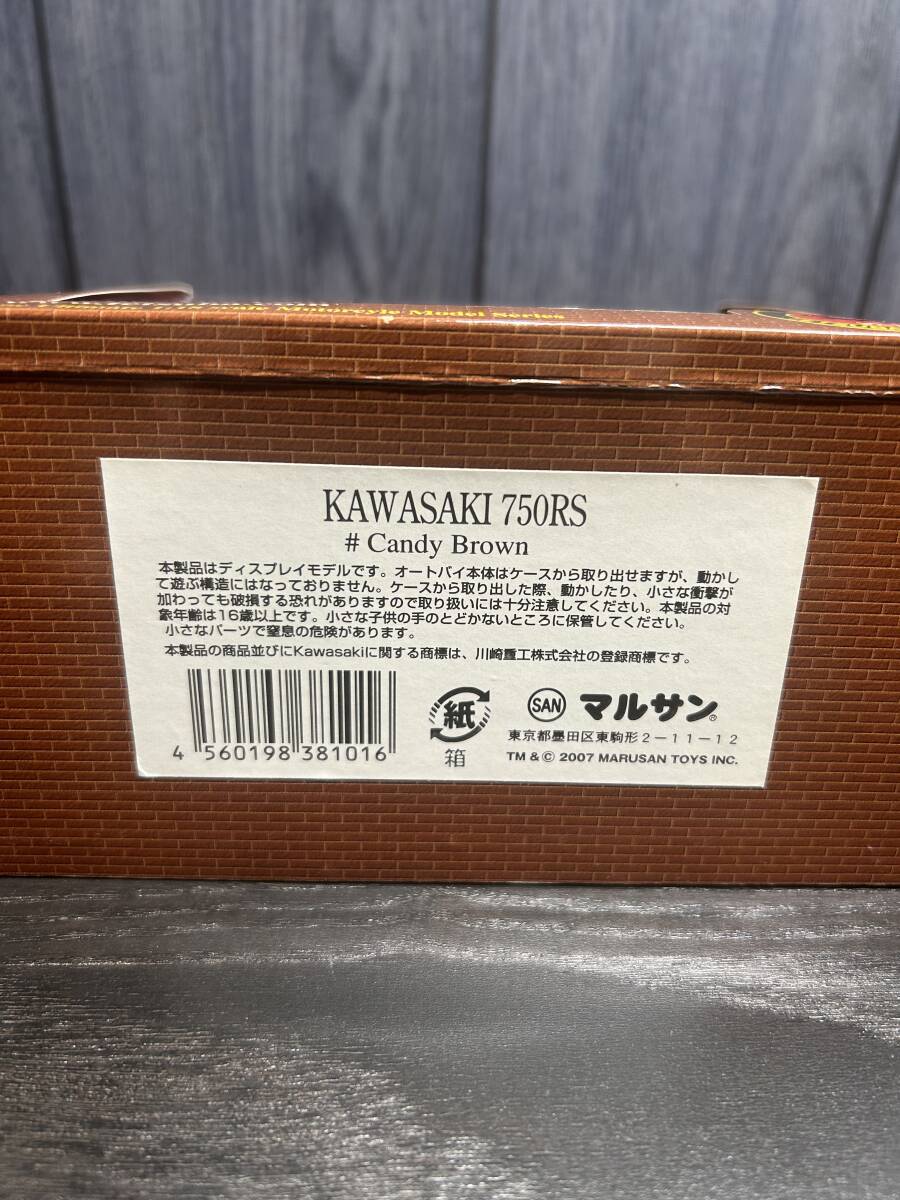 Motorcyle Model Series
KAWASAKI 750RS
# Candy Brown
本製品はディスプレイモデルです。オートバイ本体はケースから取り出せますが、動かし
て遊ぶ構造にはなっておりません。ケースから取り出した際、動かしたり、小さな衝撃が
加わっても破損する恐れがありますので取り扱いには十分注意してください。本製品の対
象年齢は16歳以上です。小さな子供の手のとどかないところに保管してください。
小さなパーツで窒息の危険があります。
本製品の商品並びにKawasakiに関する商標は、川崎重工株式会社の登録商標です。
4 560198 381016
紙
箱
SAN マルサン®
東京都墨田区東駒形2-11-12
TM & © 2007 MARUSAN TOYS INC.